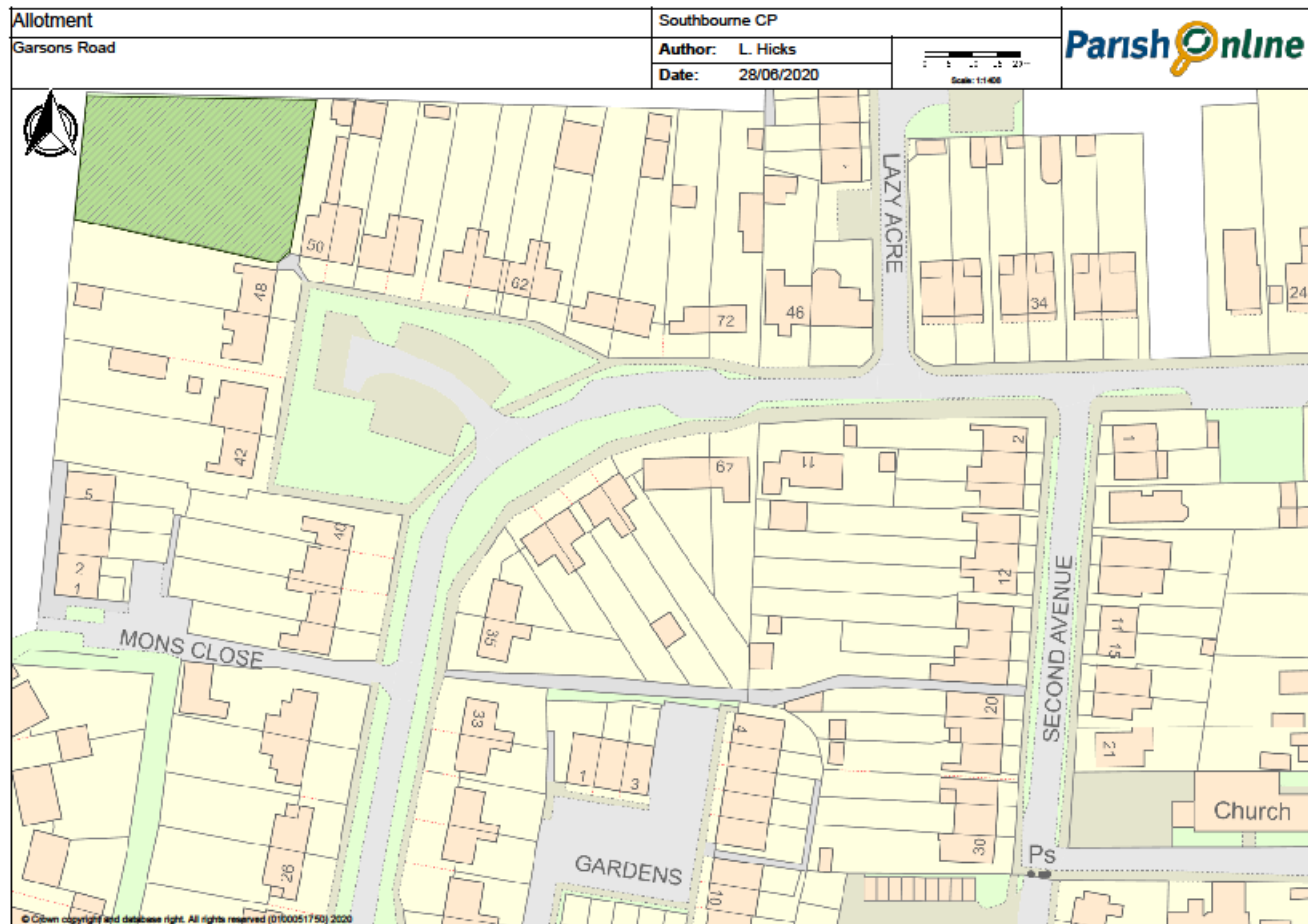 Allotment
Garsons Road
Southbourne CP
Author: L. Hicks
Date: 28/06/2020
Scale: 1:1406
Parish Online
LAZY ACRE
50
48
62
72
46
34
24
42
67
11
2
1
5
40
2
1
12
35
MONS CLOSE
SECOND AVENUE
11
15
33
4
20
21
1
3
Church
26
GARDENS
30
Ps
10
© Crown copyright and database right. All rights reserved (0100051750) 2020